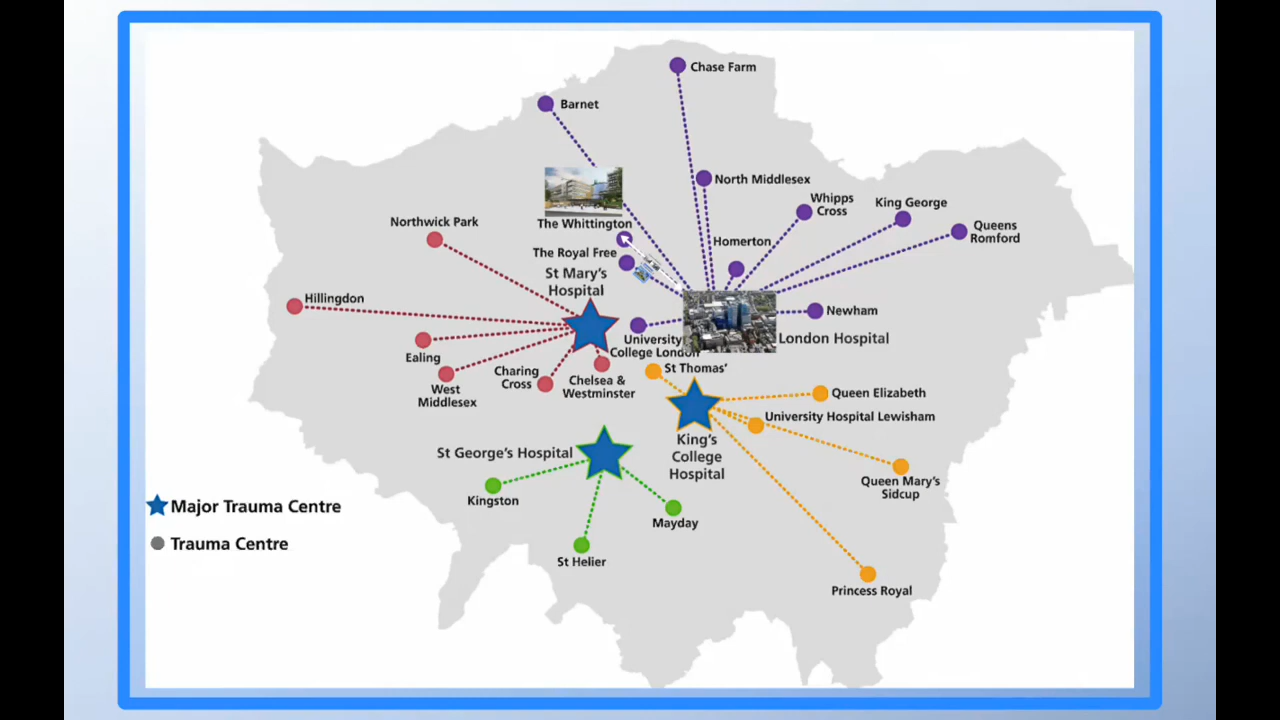 Chase Farm
Barnet
North Middlesex
Whipps
Cross
King George
Queens
Romford
Northwick Park
The Whittington
Homerton
The Royal Free
St Mary's
Hospital
Hillingdon
Newham
University
College London
London Hospital
Ealing
West
Middlesex
Charing
Cross
Chelsea &
Westminster
St Thomas'
Queen Elizabeth
University Hospital Lewisham
King's
College
Hospital
St George's Hospital
Queen Mary's
Sidcup
Kingston
Mayday
St Helier
Princess Royal
Major Trauma Centre
Trauma Centre